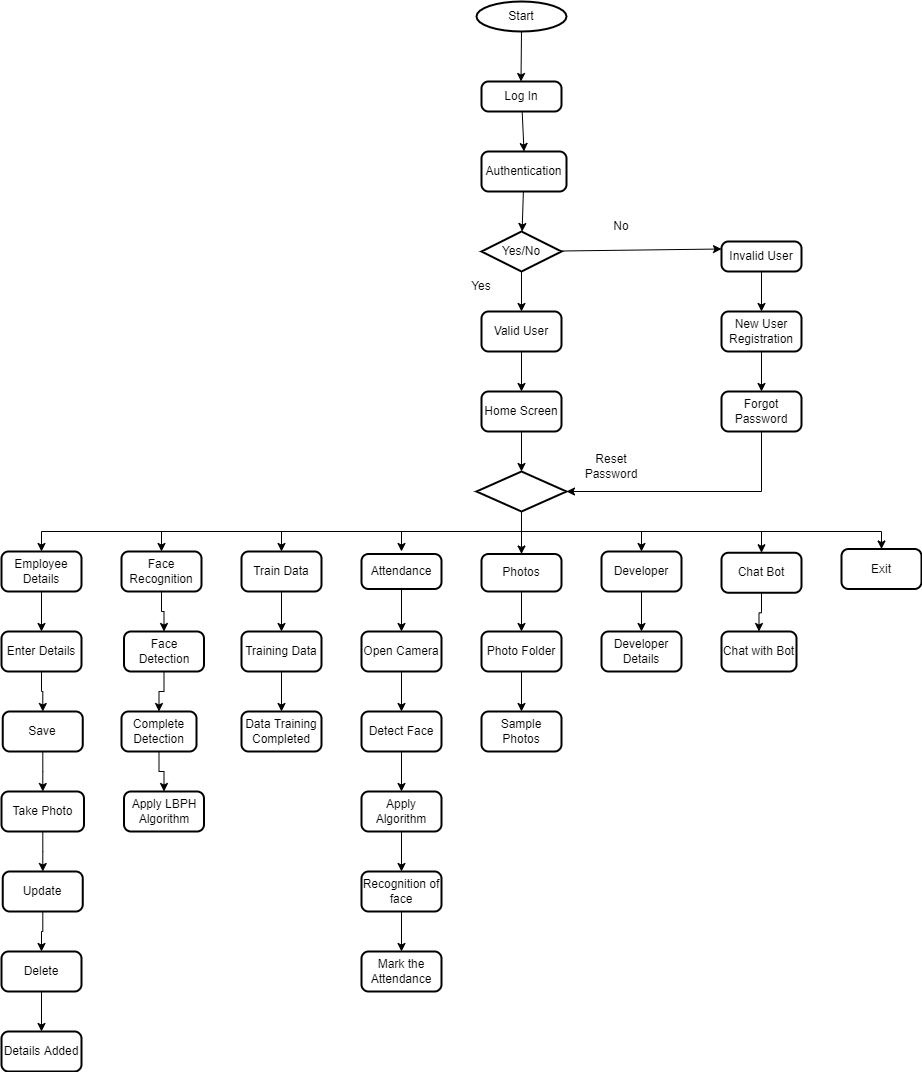 Start
Log In
Authentication
Yes/No
No
Invalid User
Yes
Valid User
New User
Registration
Home Screen
Forgot
Password
Reset
Password
Employee
Details
Face
Recognition
Train Data
Attendance
Photos
Developer
Chat Bot
Exit
Enter Details
Face
Detection
Training Data
Open Camera
Photo Folder
Developer
Details
Chat with Bot
Save
Complete
Detection
Data Training
Completed
Detect Face
Sample
Photos
Take Photo
Apply LBPH
Algorithm
Apply
Algorithm
Update
Recognition of
face
Delete
Mark the
Attendance
Details Added